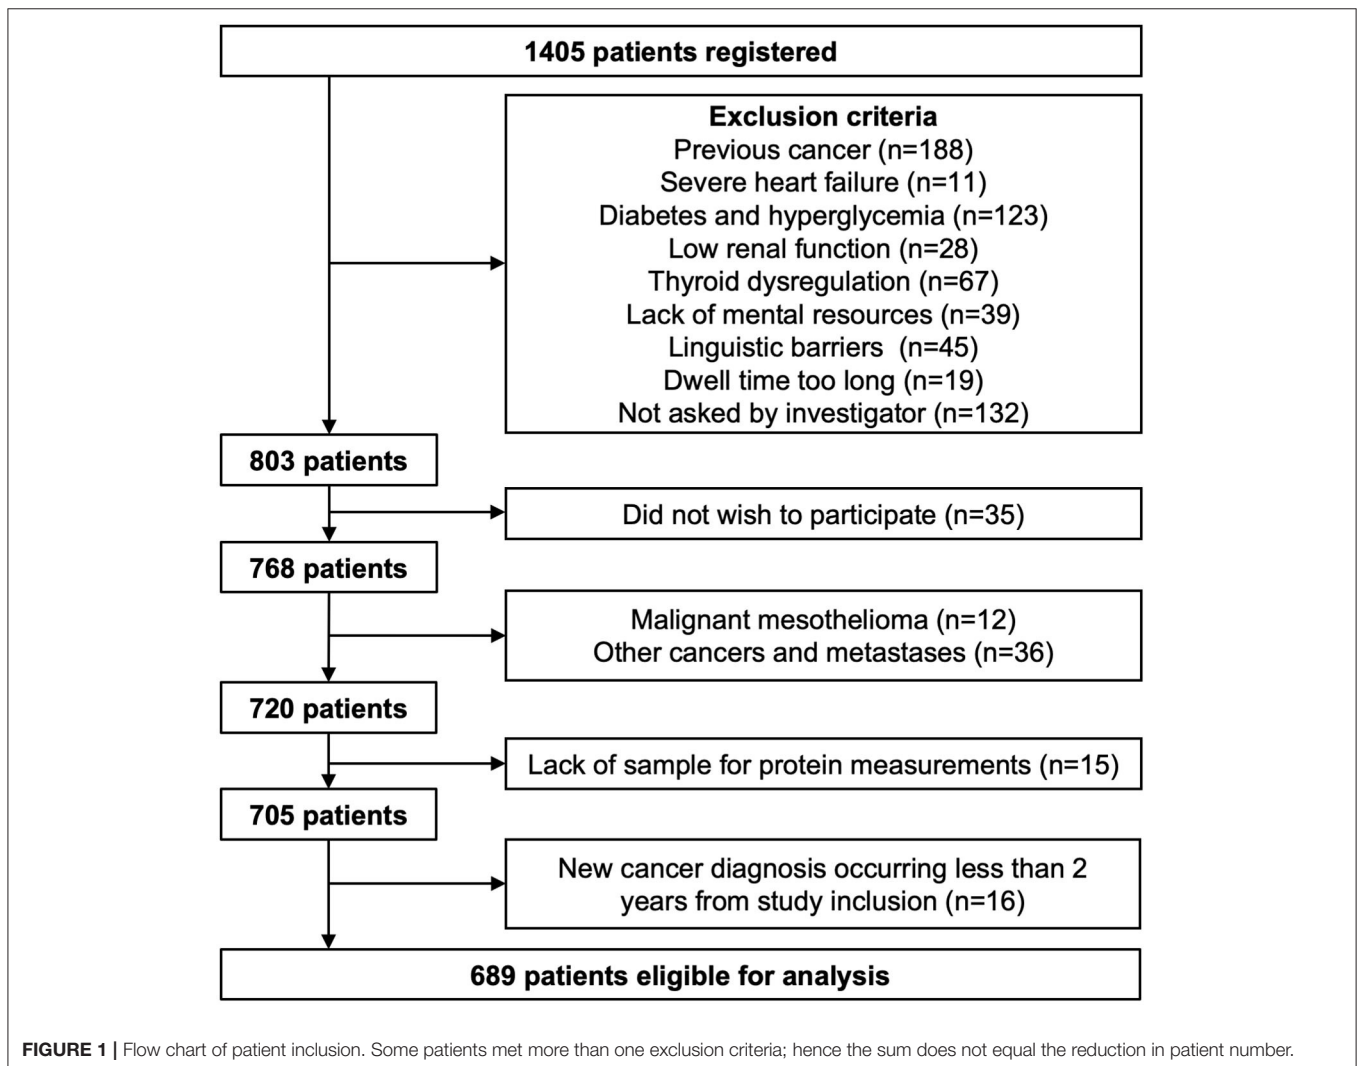 1405 patients registered
Exclusion criteria
Previous cancer (n=188)
Severe heart failure (n=11)
Diabetes and hyperglycemia (n=123)
Low renal function (n=28)
Thyroid dysregulation (n=67)
Lack of mental resources (n=39)
Linguistic barriers  (n=45)
Dwell time too long (n=19)
Not asked by investigator (n=132)
803 patients
Did not wish to participate (n=35)
768 patients
Malignant mesothelioma (n=12)
Other cancers and metastases (n=36)
720 patients
Lack of sample for protein measurements (n=15)
705 patients
New cancer diagnosis occurring less than 2
years from study inclusion (n=16)
689 patients eligible for analysis
FIGURE 1 | Flow chart of patient inclusion. Some patients met more than one exclusion criteria; hence the sum does not equal the reduction in patient number.